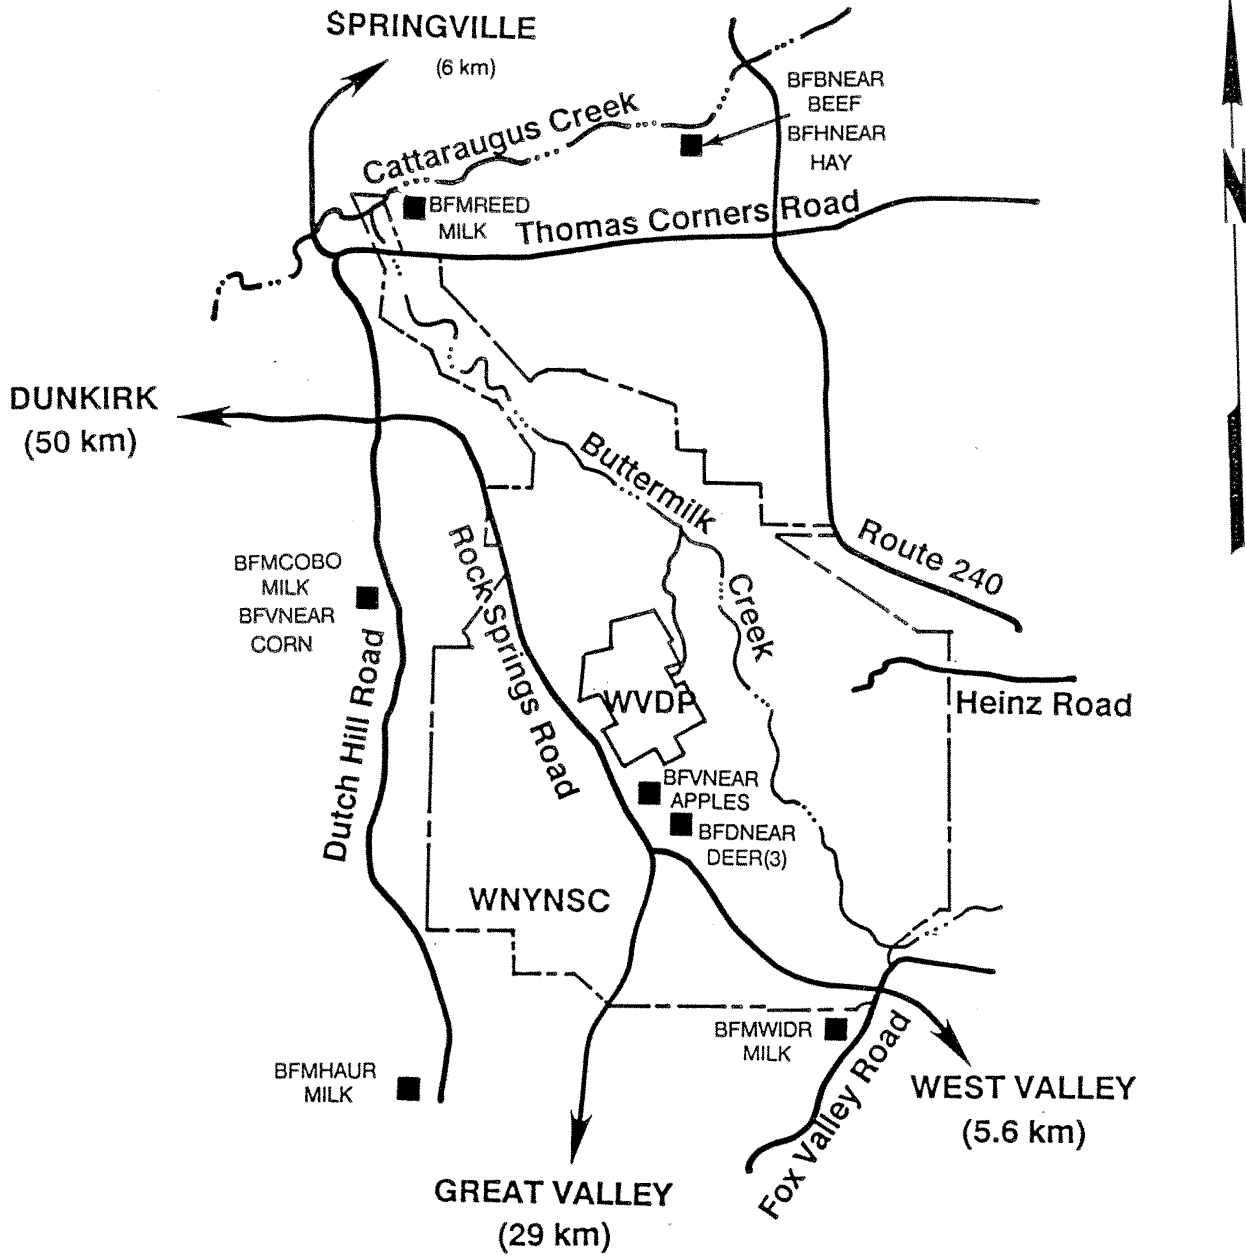 SPRINGVILLE
(6 km)
BFBNEAR
BEEF
BFHNEAR
HAY
Cattaraugus Creek
N
BFMREED
MILK
Thomas Corners Road
DUNKIRK
(50 km)
Buttermilk
Creek
Route 240
Rock Springs Road
BFMCOBO
MILK
BFVNEAR
CORN
Dutch Hill Road
WVDP
Heinz Road
BFVNEAR
APPLES
BFDNEAR
DEER(3)
WNYNSC
BFMWIDR
MILK
BFMHAUR
MILK
Fox Valley Road
WEST VALLEY
(5.6 km)
GREAT VALLEY
(29 km)